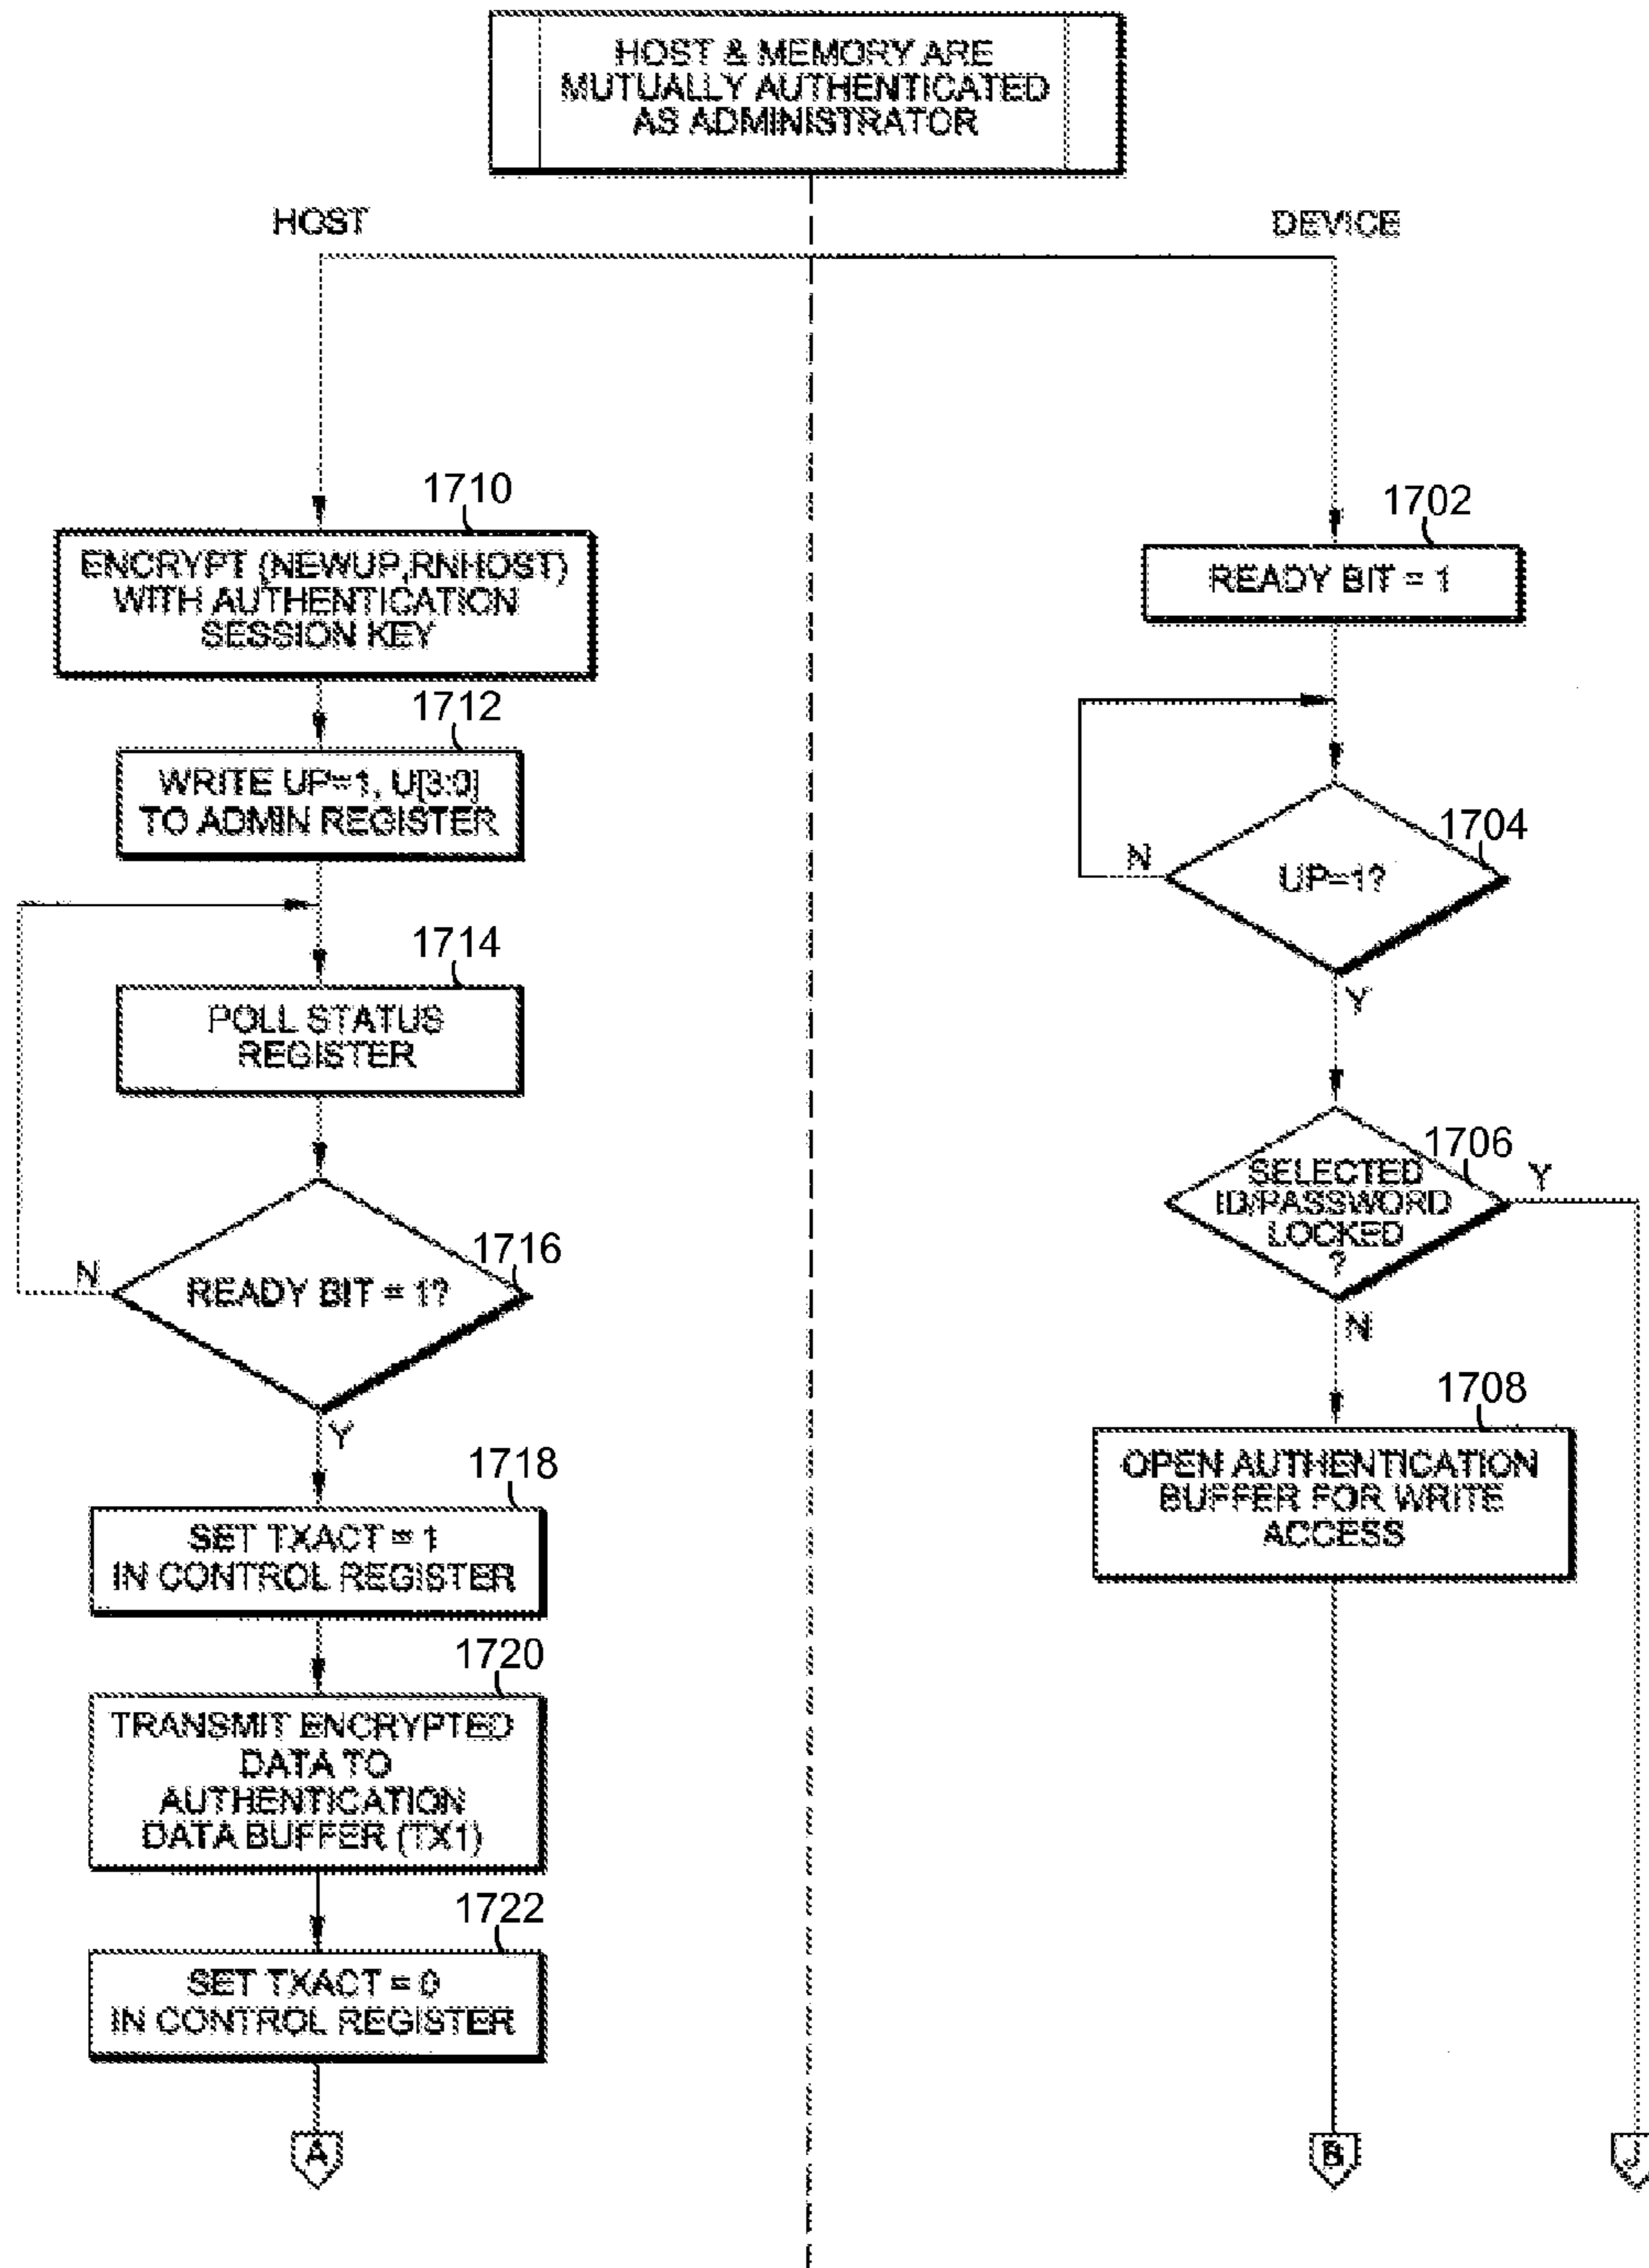 HOST & MEMORY ARE
MUTUALLY AUTHENTICATED
AS ADMINISTRATOR
HOST
DEVICE
1710
ENCRYPT (NEWUP,RNHOST)
WITH AUTHENTICATION
SESSION KEY
1712
WRITE UP=1, U[3:0]
TO ADMIN REGISTER
1714
POLL STATUS
REGISTER
1716
N
READY BIT = 1?
Y
1718
SET TXACT = 1
IN CONTROL REGISTER
1720
TRANSMIT ENCRYPTED
DATA TO
AUTHENTICATION
DATA BUFFER (TX1)
1722
SET TXACT = 0
IN CONTROL REGISTER
A
1702
READY BIT = 1
1704
N
UP=1?
Y
1706
SELECTED
ID/PASSWORD
LOCKED
?
Y
N
1708
OPEN AUTHENTICATION
BUFFER FOR WRITE
ACCESS
B
J